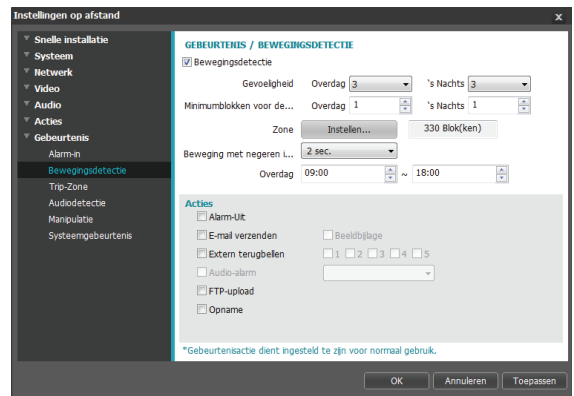 Instellingen op afstand
x
Snelle installatie
Systeem
Netwerk
Video
Audio
Acties
Gebeurtenis
Alarm-in
Bewegingsdetectie
Trip-Zone
Audiodetectie
Manipulatie
Systeemgebeurtenis
GEBEURTENIS / BEWEGINGSDETECTIE
Bewegingsdetectie
Gevoeligheid Overdag 3 's Nachts 3
Minimumblokken voor de... Overdag 1 's Nachts 1
Zone Instellen... 330 Blok(ken)
Beweging met negeren i... 2 sec.
Overdag 09:00 ~ 18:00
Acties
Alarm-Uit
E-mail verzenden Beeldbijlage
Extern terugbellen 1 2 3 4 5
Audio-alarm
FTP-upload
Opname
*Gebeurtenisactie dient ingesteld te zijn voor normaal gebruik.
OK Annuleren Toepassen